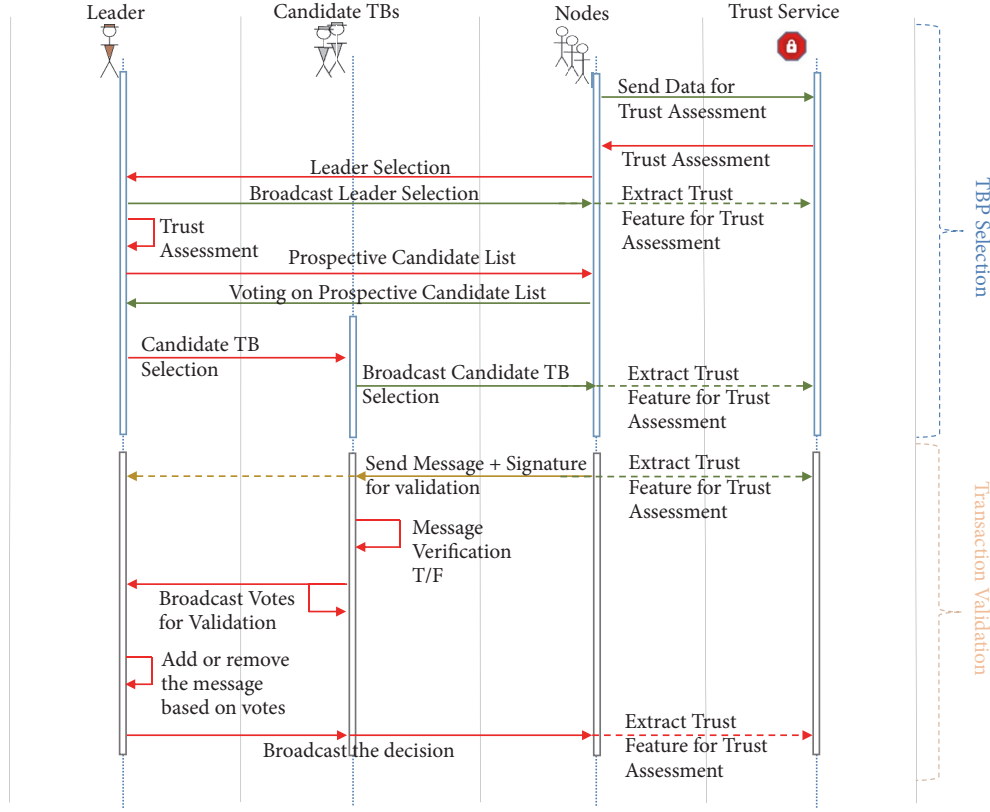 Leader
Candidate TBs
Nodes
Trust Service
Send Data for
Trust Assessment
Trust Assessment
Leader Selection
Broadcast Leader Selection
Extract Trust
Feature for Trust
Assessment
Trust
Assessment
Prospective Candidate List
Voting on Prospective Candidate List
Candidate TB
Selection
Broadcast Candidate TB
Selection
Extract Trust
Feature for Trust
Assessment
TBP Selection
Send Message + Signature
for validation
Extract Trust
Feature for Trust
Assessment
Message
Verification
T/F
Broadcast Votes
for Validation
Add or remove
the message
based on votes
Broadcast the decision
Extract Trust
Feature for Trust
Assessment
Transaction Validation